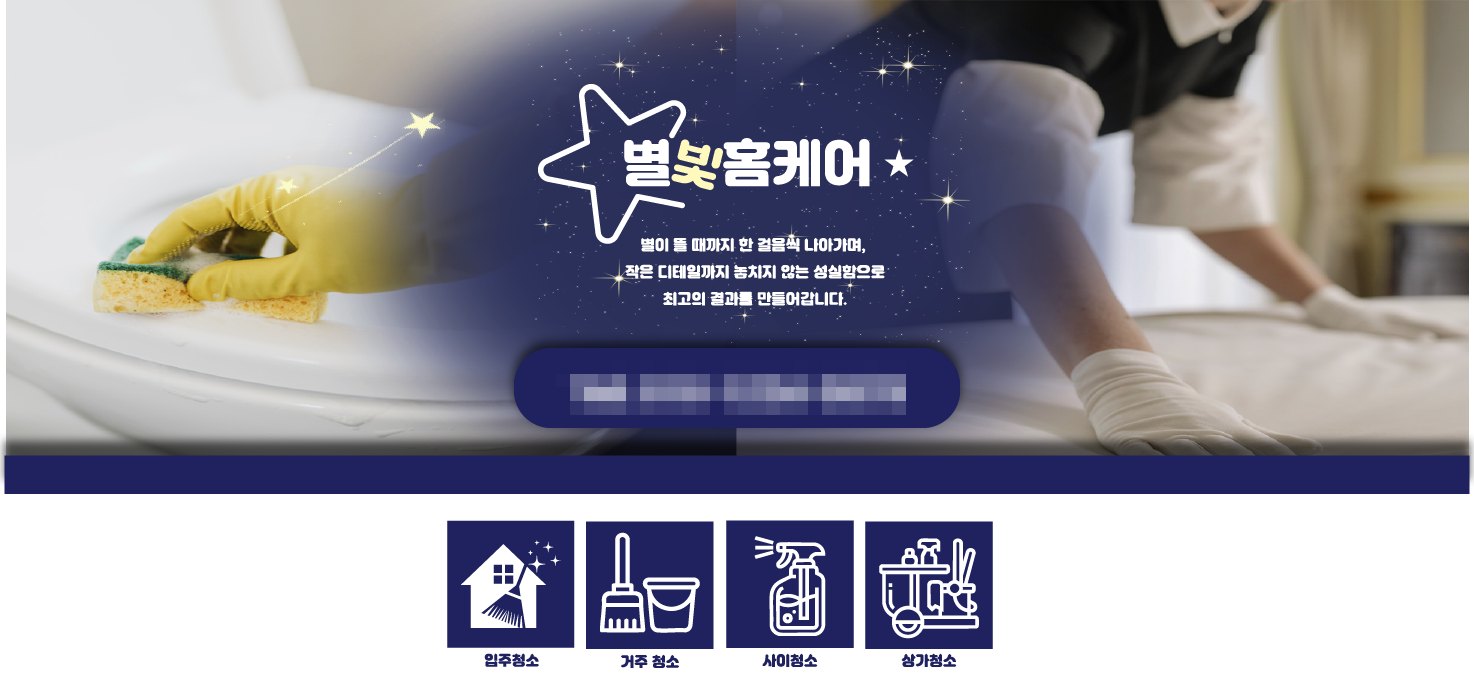 별빛홈케어
별이 뜰 때까지 한 걸음씩 나아가며,
작은 디테일까지 놓치지 않는 성실함으로
최고의 결과를 만들어갑니다.
입주청소
거주 청소
사이청소
상가청소